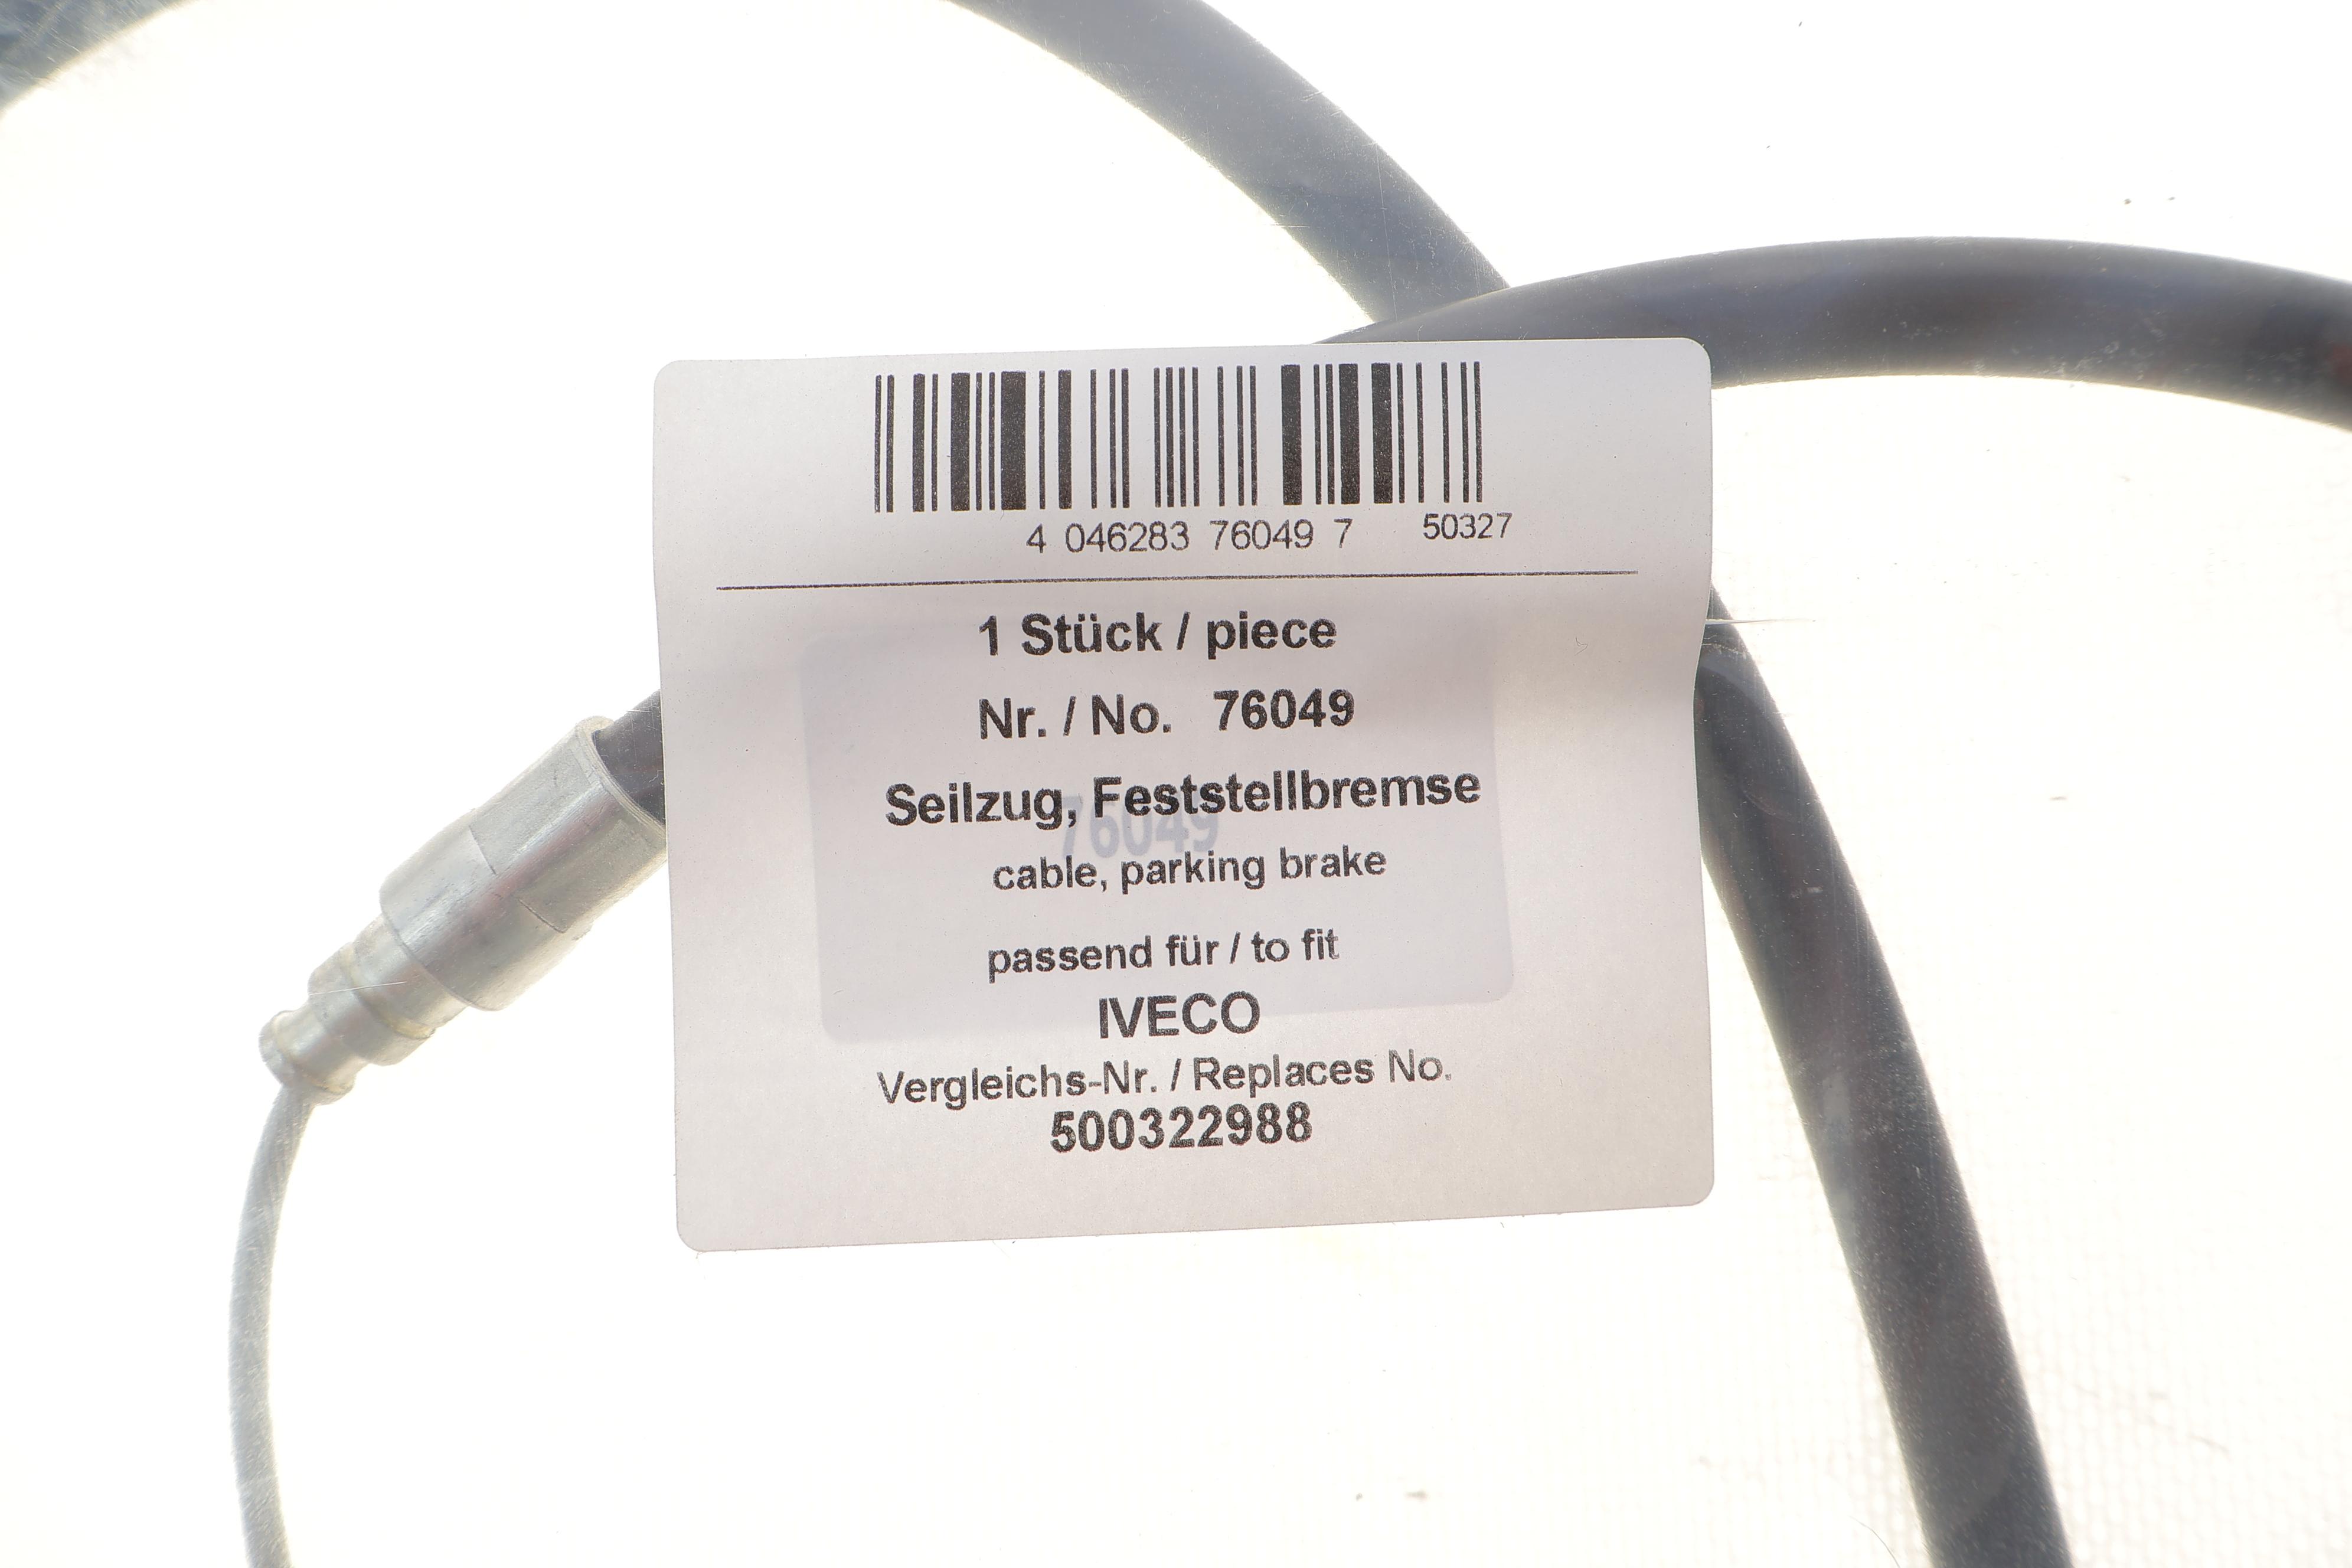 4 046283 76049 7 50327
1 Stück / piece
Nr. / No. 76049
Seilzug, Feststellbremse
76049
cable, parking brake
passend für / to fit
IVECO
Vergleichs-Nr. / Replaces No.
500322988